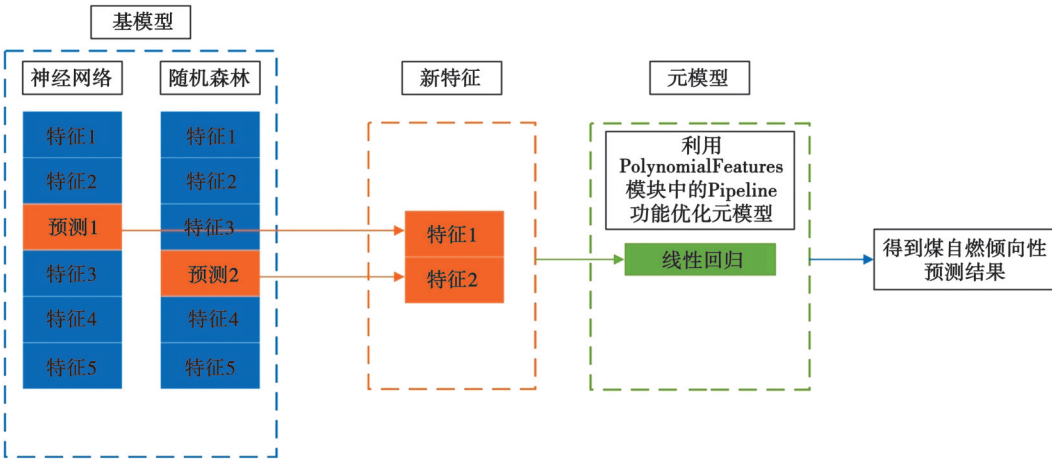 基模型
神经网络
随机森林
新特征
元模型
特征1
特征2
预测1
特征3
特征4
特征5
特征1
特征2
特征3
预测2
特征4
特征5
特征1
特征2
利用
PolynomialFeatures
模块中的Pipeline
功能优化元模型
线性回归
得到煤自燃倾向性
预测结果